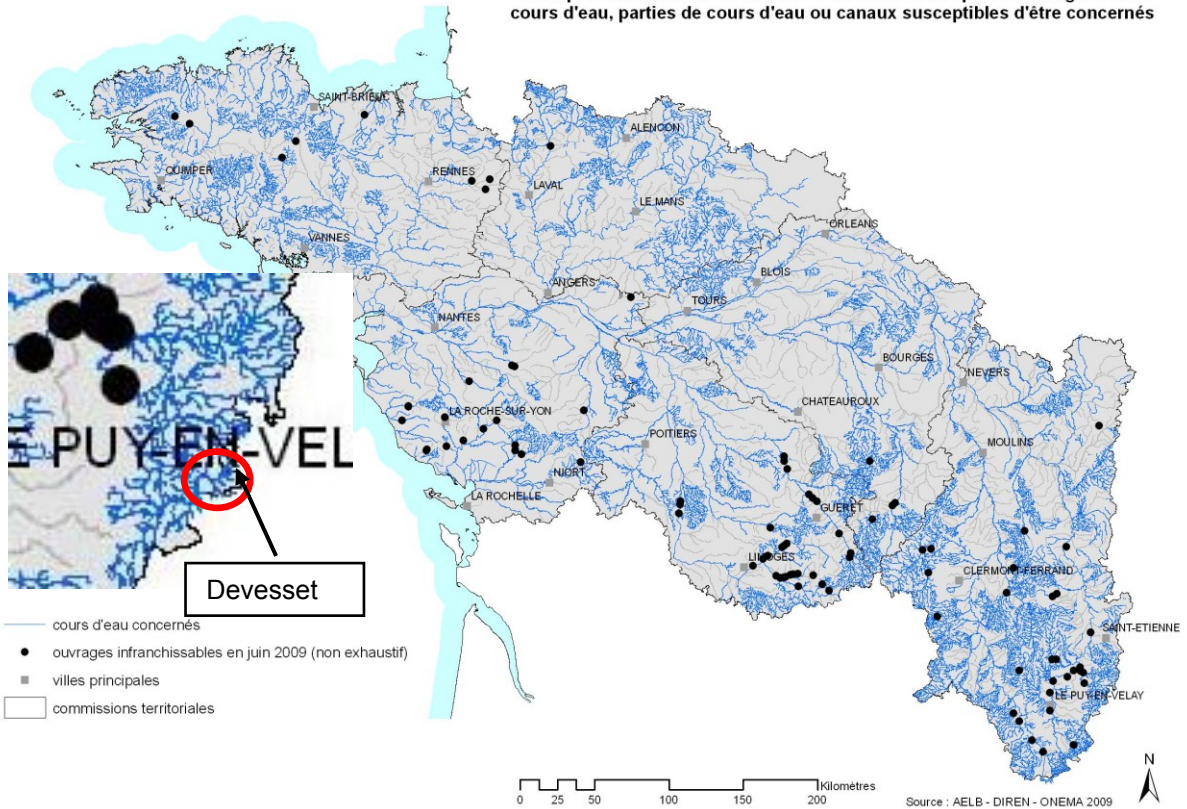 cours d'eau, parties de cours d'eau ou canaux susceptibles d'être concernés
SAINT-BRIEUC
ALENCON
QUIMPER
RENNES
LAVAL
LE MANS
VANNES
ORLEANS
BLOIS
ANGERS
TOURS
NANTES
BOURGES
NEVERS
CHATEAUROUX
LA ROCHE-SUR-YON
POITIERS
MOULINS
NIORT
LA ROCHELLE
GUERET
LIMOGES
CLERMONT-FERRAND
SAINT-ETIENNE
LE PUY-EN-VELAY
E PUY-EN-VEL
Devesset
cours d'eau concernés
ouvrages infranchissables en juin 2009 (non exhaustif)
villes principales
commissions territoriales
Kilomètres
0 25 50 100 150 200
N
Source : AELB - DIREN - ONEMA 2009